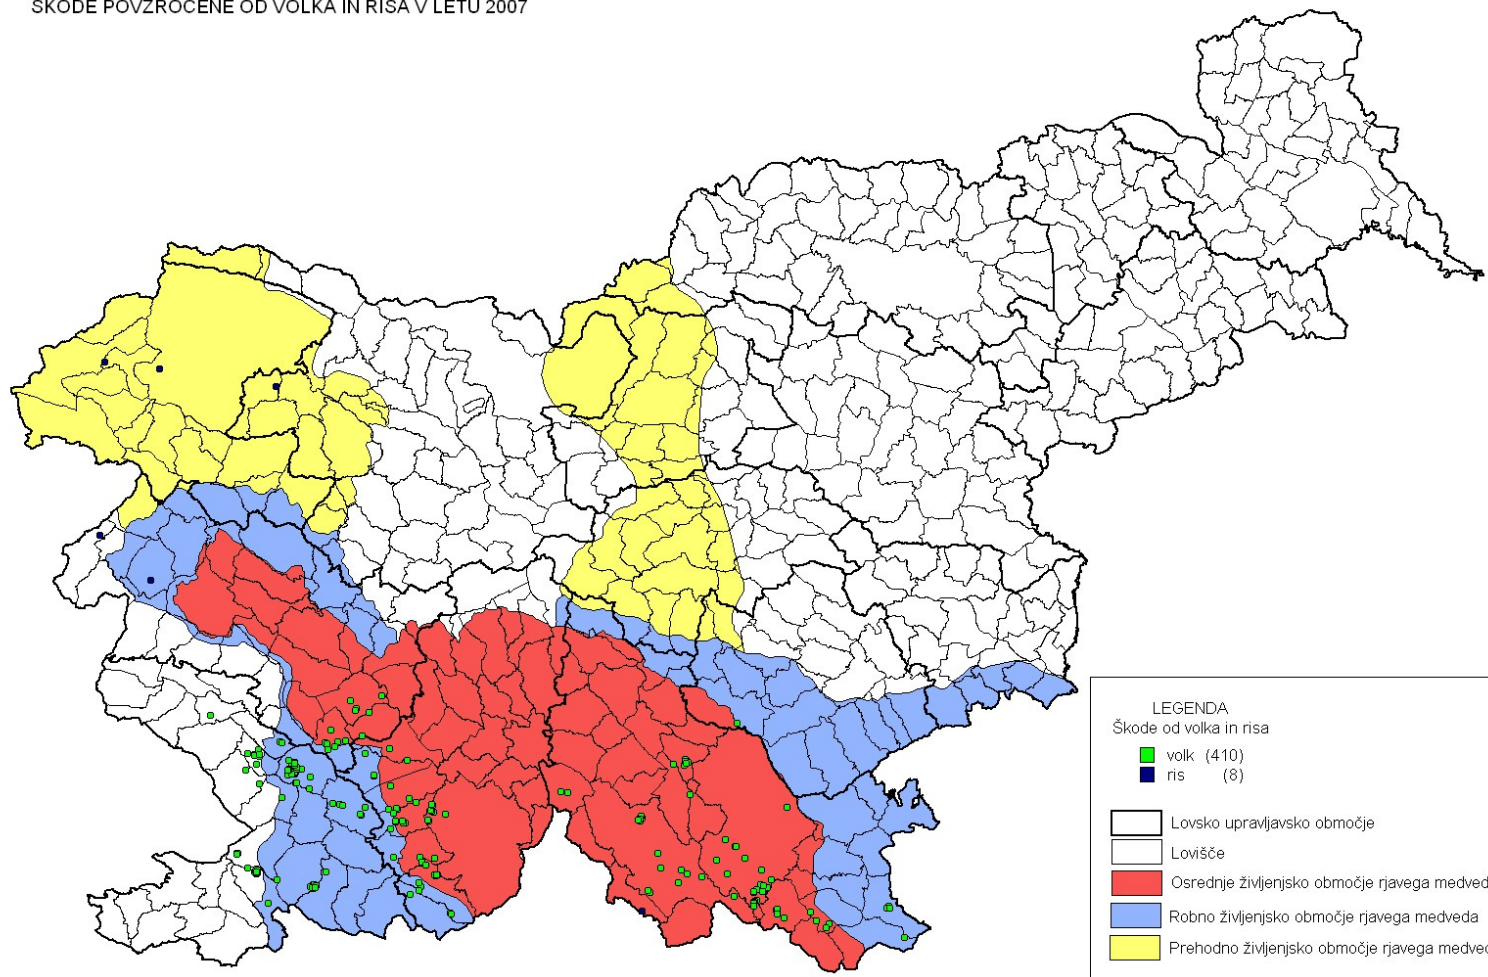 ŠKODE POVZROČENE OD VOLKA IN RISA V LETU 2007
LEGENDA
Škode od volka in risa
volk (410)
ris (8)
Lovsko upravljavsko območje
Lovišče
Osrednje življenjsko območje rjavega medved
Robno življenjsko območje rjavega medveda
Prehodno življenjsko območje rjavega medved